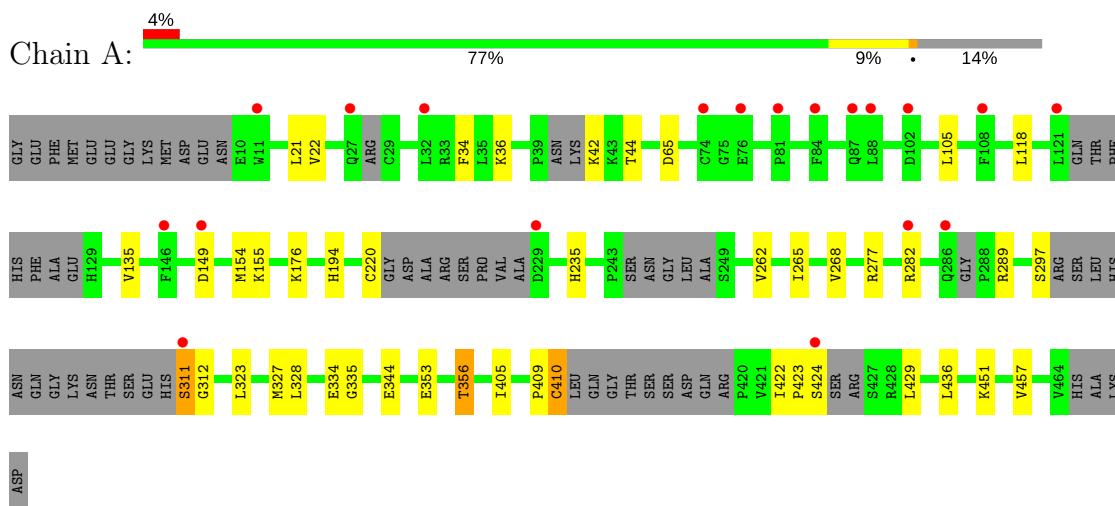 4%
Chain A:
77% 9% • 14%
GLY GLU PHE MET GLU GLU GLY LYS MET ASP GLU ASN E10 W11 L21 V22 Q27 ARG C29 L32 R33 F34 L35 K36 P39 ASN LYS K42 K43 T44 D65 C74 G75 E76 P81 F84 Q87 L88 D102 L105 F108 L118 L121 GLN THR PHE
HIS PHE ALA GLU H129 V135 F146 D149 M154 K155 K176 H194 C220 GLY ASP ALA ARG SER PRO VAL ALA D229 H235 P243 SER ASN GLY LEU ALA S249 V262 I265 V268 R277 R282 Q286 GLY P288 R289 S297 ARG SER LEU HIS
ASN GLN GLY LYS ASN THR SER GLU HIS S311 G312 L323 M327 L328 E334 G335 E344 E353 T356 I405 P409 C410 LEU GLN GLY THR SER SER ASP GLN ARG P420 V421 I422 P423 S424 SER ARG S427 R428 L429 L436 K451 V457 V464 HIS ALA LYS
ASP